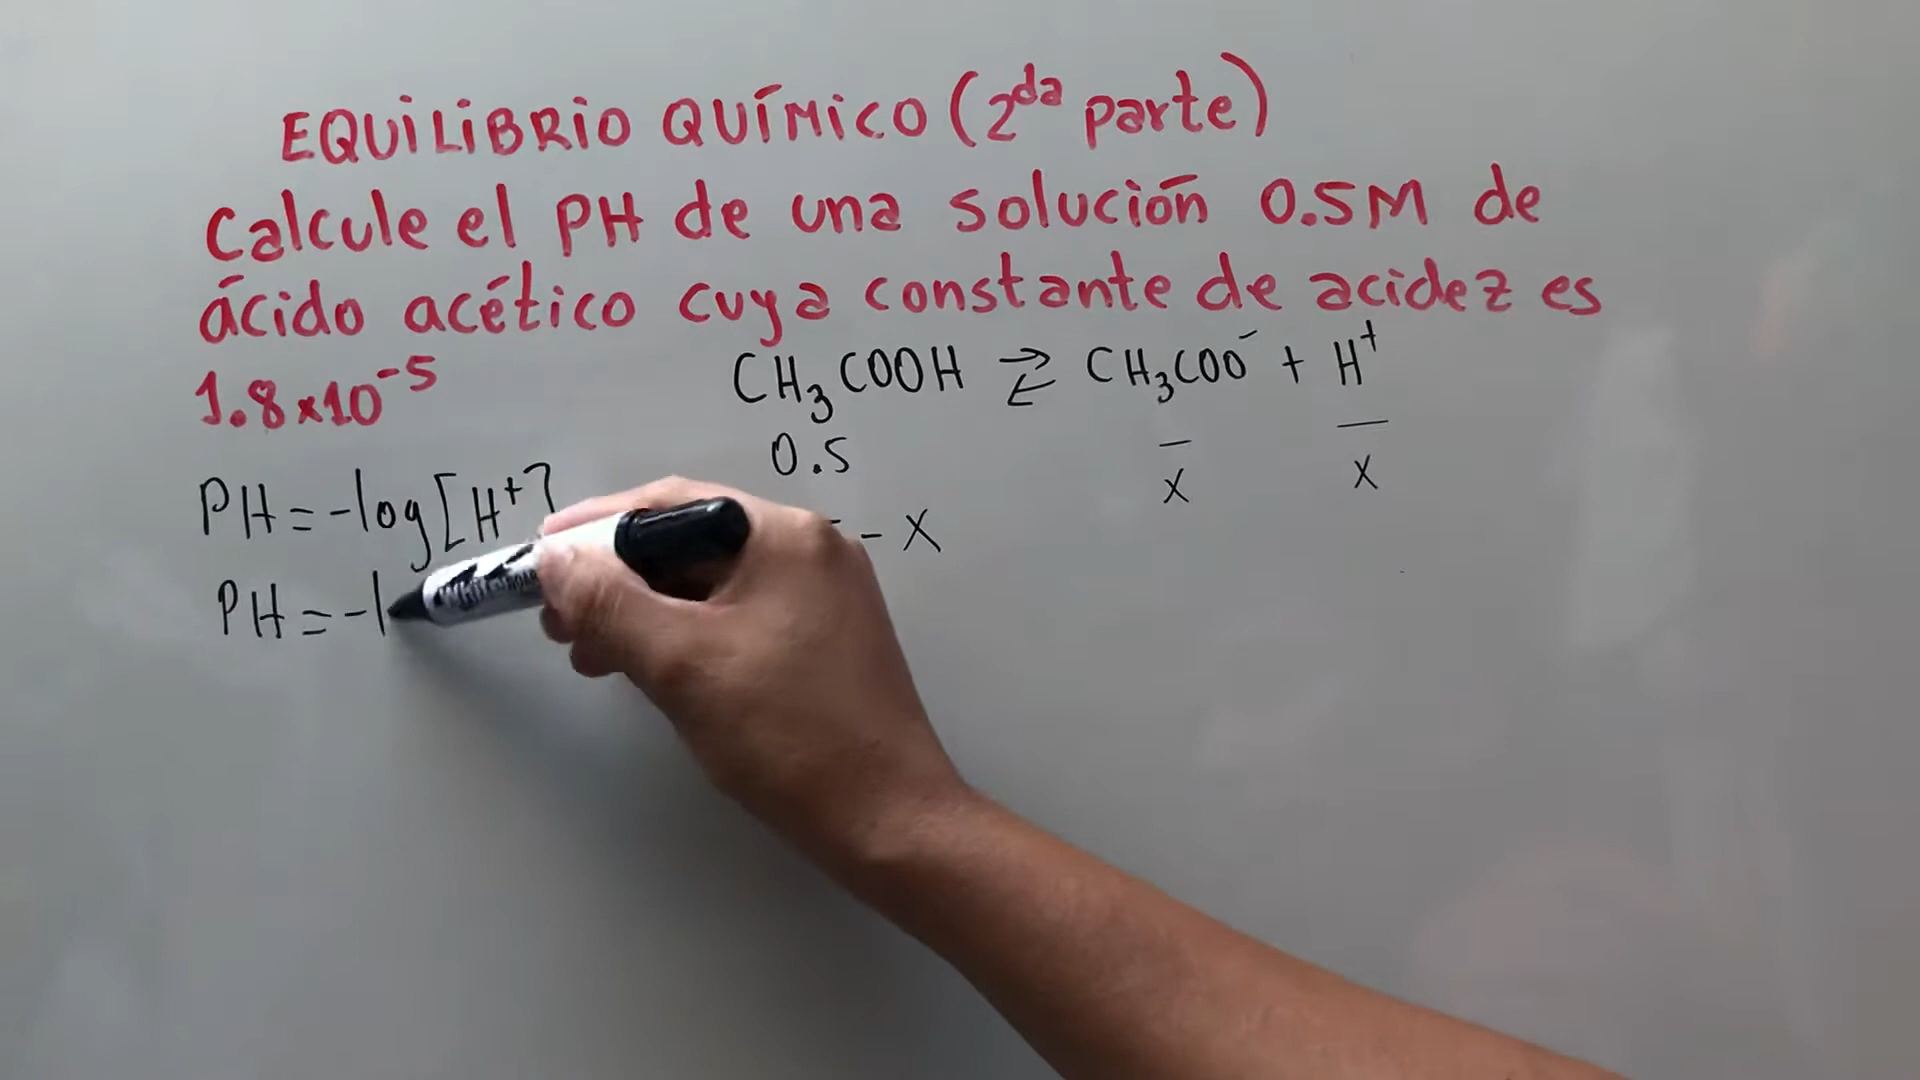 EQUILIBRIO QUÍMICO (2da parte)
Calcule el PH de una solución 0.5M de
ácido acético cuya constante de acidez es
1.8x10⁻⁵
CH₃COOH ⇄ CH₃COO⁻ + H⁺
0.5 — —
x x
- x
PH=-log[H⁺]
PH=-l